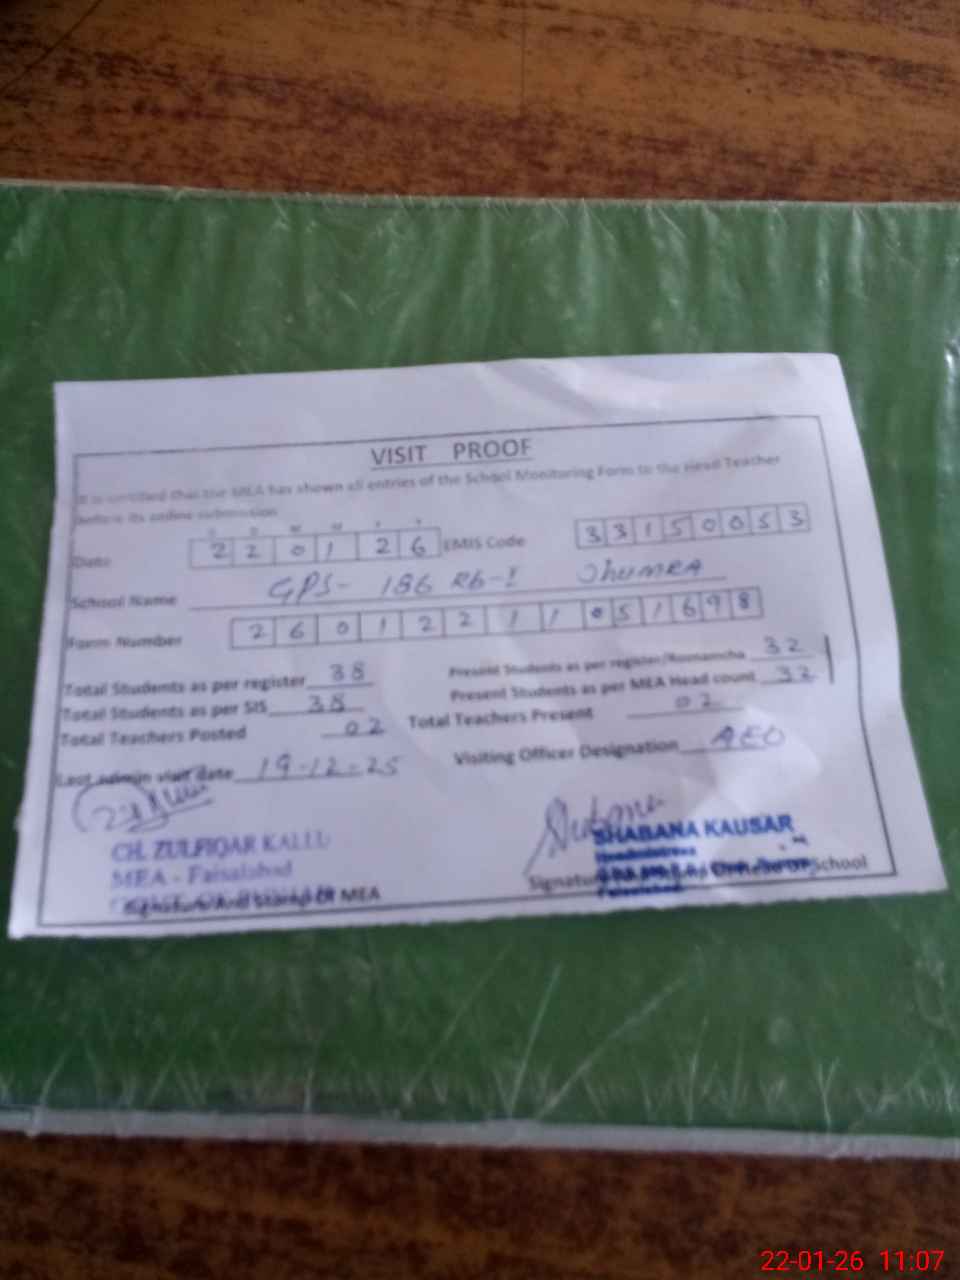 VISIT PROOF
It is certified that the MEA has shown all entries of the School Monitoring Form to the Head Teacher
before its online submission
D D M M Y Y
Date 2 2 0 1 2 6 EMIS Code 3 3 1 5 0 0 5 3
School Name GPS- 186 RB-I Jhumra
Form Number 2 6 0 1 2 2 1 1 0 5 1 6 9 8
Total Students as per register 38 Present Students as per register/Roznamcha 32
Total Students as per SIS 38 Present Students as per MEA Head count 32
Total Teachers Posted 02 Total Teachers Present 02
Last admin visit date 19-12-25 Visiting Officer Designation AEO
CH. ZULFIQAR KALLU
MEA - Faisalabad
Signature And Stamp Of MEA
SHABANA KAUSAR
Headmistress
Faisalabad
Signature School
22-01-26 11:07